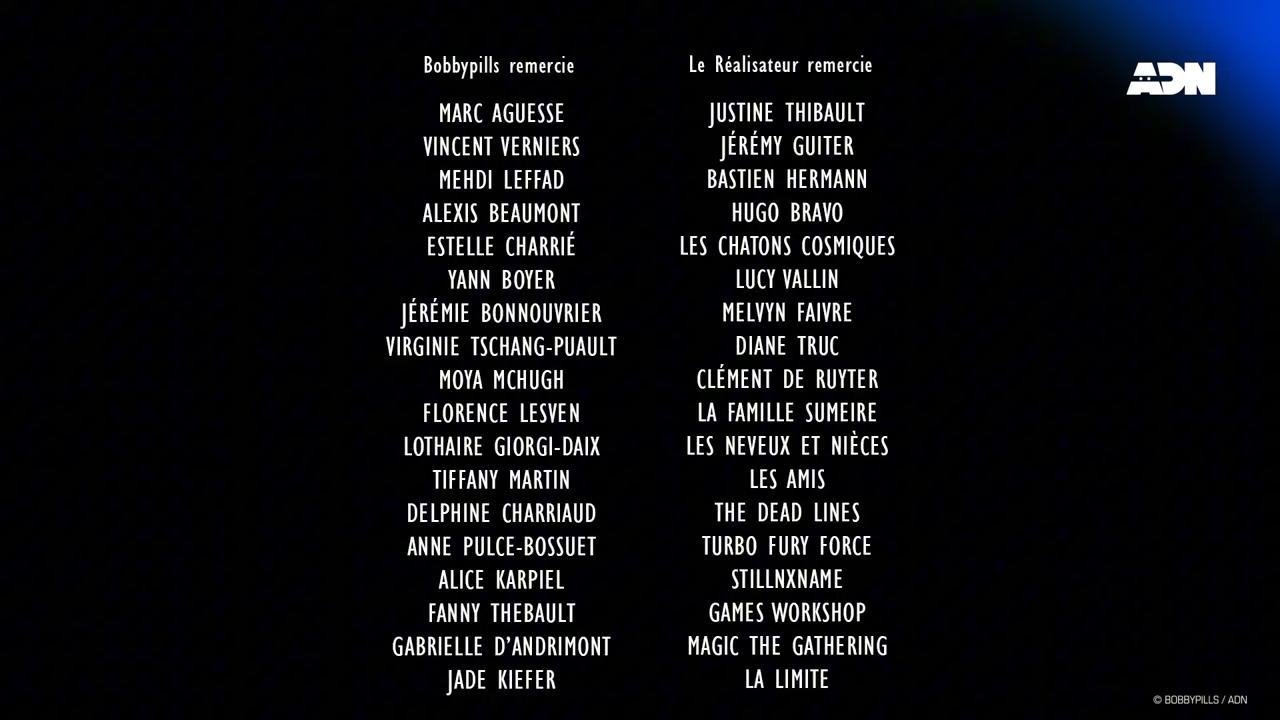 Bobbypills remercie
MARC AGUESSE
VINCENT VERNIERS
MEHDI LEFFAD
ALEXIS BEAUMONT
ESTELLE CHARRIÉ
YANN BOYER
JÉRÉMIE BONNOUVRIER
VIRGINIE TSCHANG-PUAULT
MOYA MCHUGH
FLORENCE LESVEN
LOTHAIRE GIORGI-DAIX
TIFFANY MARTIN
DELPHINE CHARRIAUD
ANNE PULCE-BOSSUET
ALICE KARPIEL
FANNY THEBAULT
GABRIELLE D’ANDRIMONT
JADE KIEFER
Le Réalisateur remercie
JUSTINE THIBAULT
JÉRÉMY GUITER
BASTIEN HERMANN
HUGO BRAVO
LES CHATONS COSMIQUES
LUCY VALLIN
MELVYN FAIVRE
DIANE TRUC
CLÉMENT DE RUYTER
LA FAMILLE SUMEIRE
LES NEVEUX ET NIÈCES
LES AMIS
THE DEAD LINES
TURBO FURY FORCE
STILLNXNAME
GAMES WORKSHOP
MAGIC THE GATHERING
LA LIMITE
ADN
© BOBBYPILLS / ADN